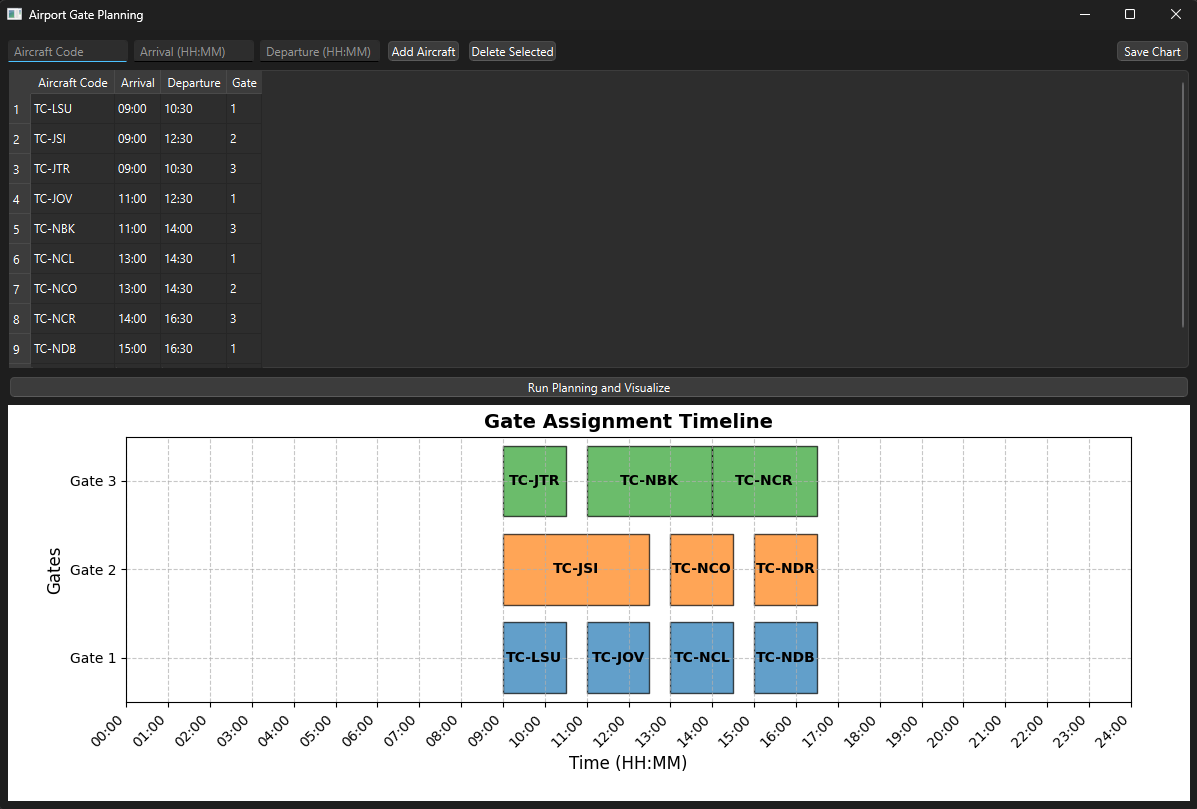 Airport Gate Planning
Aircraft Code Arrival (HH:MM) Departure (HH:MM) Add Aircraft Delete Selected Save Chart
Aircraft Code Arrival Departure Gate
1 TC-LSU 09:00 10:30 1
2 TC-JSI 09:00 12:30 2
3 TC-JTR 09:00 10:30 3
4 TC-JOV 11:00 12:30 1
5 TC-NBK 11:00 14:00 3
6 TC-NCL 13:00 14:30 1
7 TC-NCO 13:00 14:30 2
8 TC-NCR 14:00 16:30 3
9 TC-NDB 15:00 16:30 1
Run Planning and Visualize
Gate Assignment Timeline
Gate 3 TC-JTR TC-NBK TC-NCR
Gate 2 TC-JSI TC-NCO TC-NDR
Gate 1 TC-LSU TC-JOV TC-NCL TC-NDB
Gates
00:00 01:00 02:00 03:00 04:00 05:00 06:00 07:00 08:00 09:00 10:00 11:00 12:00 13:00 14:00 15:00 16:00 17:00 18:00 19:00 20:00 21:00 22:00 23:00 24:00
Time (HH:MM)